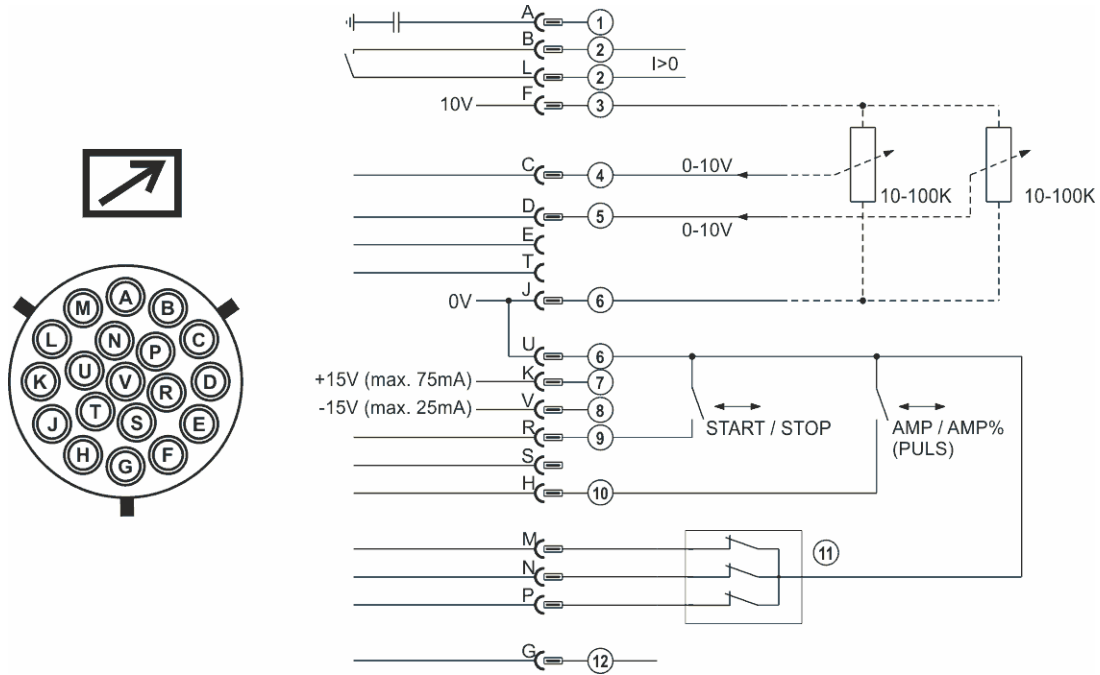 A 1
B 2
L 2 I>0
10V F 3
C 4 0-10V
10-100K 10-100K
D 5
0-10V
E
T
0V J 6
U 6
+15V (max. 75mA) K 7
-15V (max. 25mA) V 8
R 9
START / STOP AMP / AMP%
(PULS)
S
H 10
M 11
N
P
G 12
A
M B
L N P C
K U V R D
J T S E
H G F